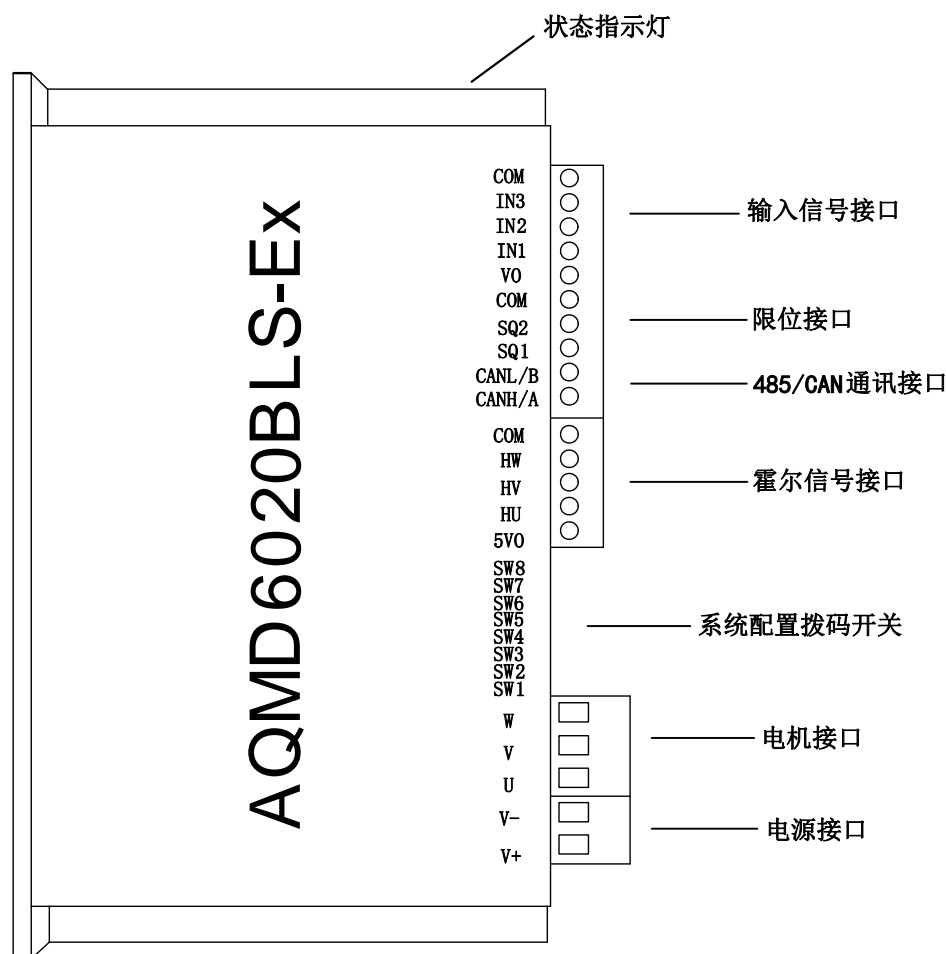 状态指示灯
AQMD6020BLS-Ex
COM
IN3
IN2
IN1
VO
COM
SQ2
SQ1
CANL/B
CANH/A
COM
HW
HV
HU
5VO
SW8
SW7
SW6
SW5
SW4
SW3
SW2
SW1
W
V
U
V-
V+
输入信号接口
限位接口
485/CAN通讯接口
霍尔信号接口
系统配置拨码开关
电机接口
电源接口